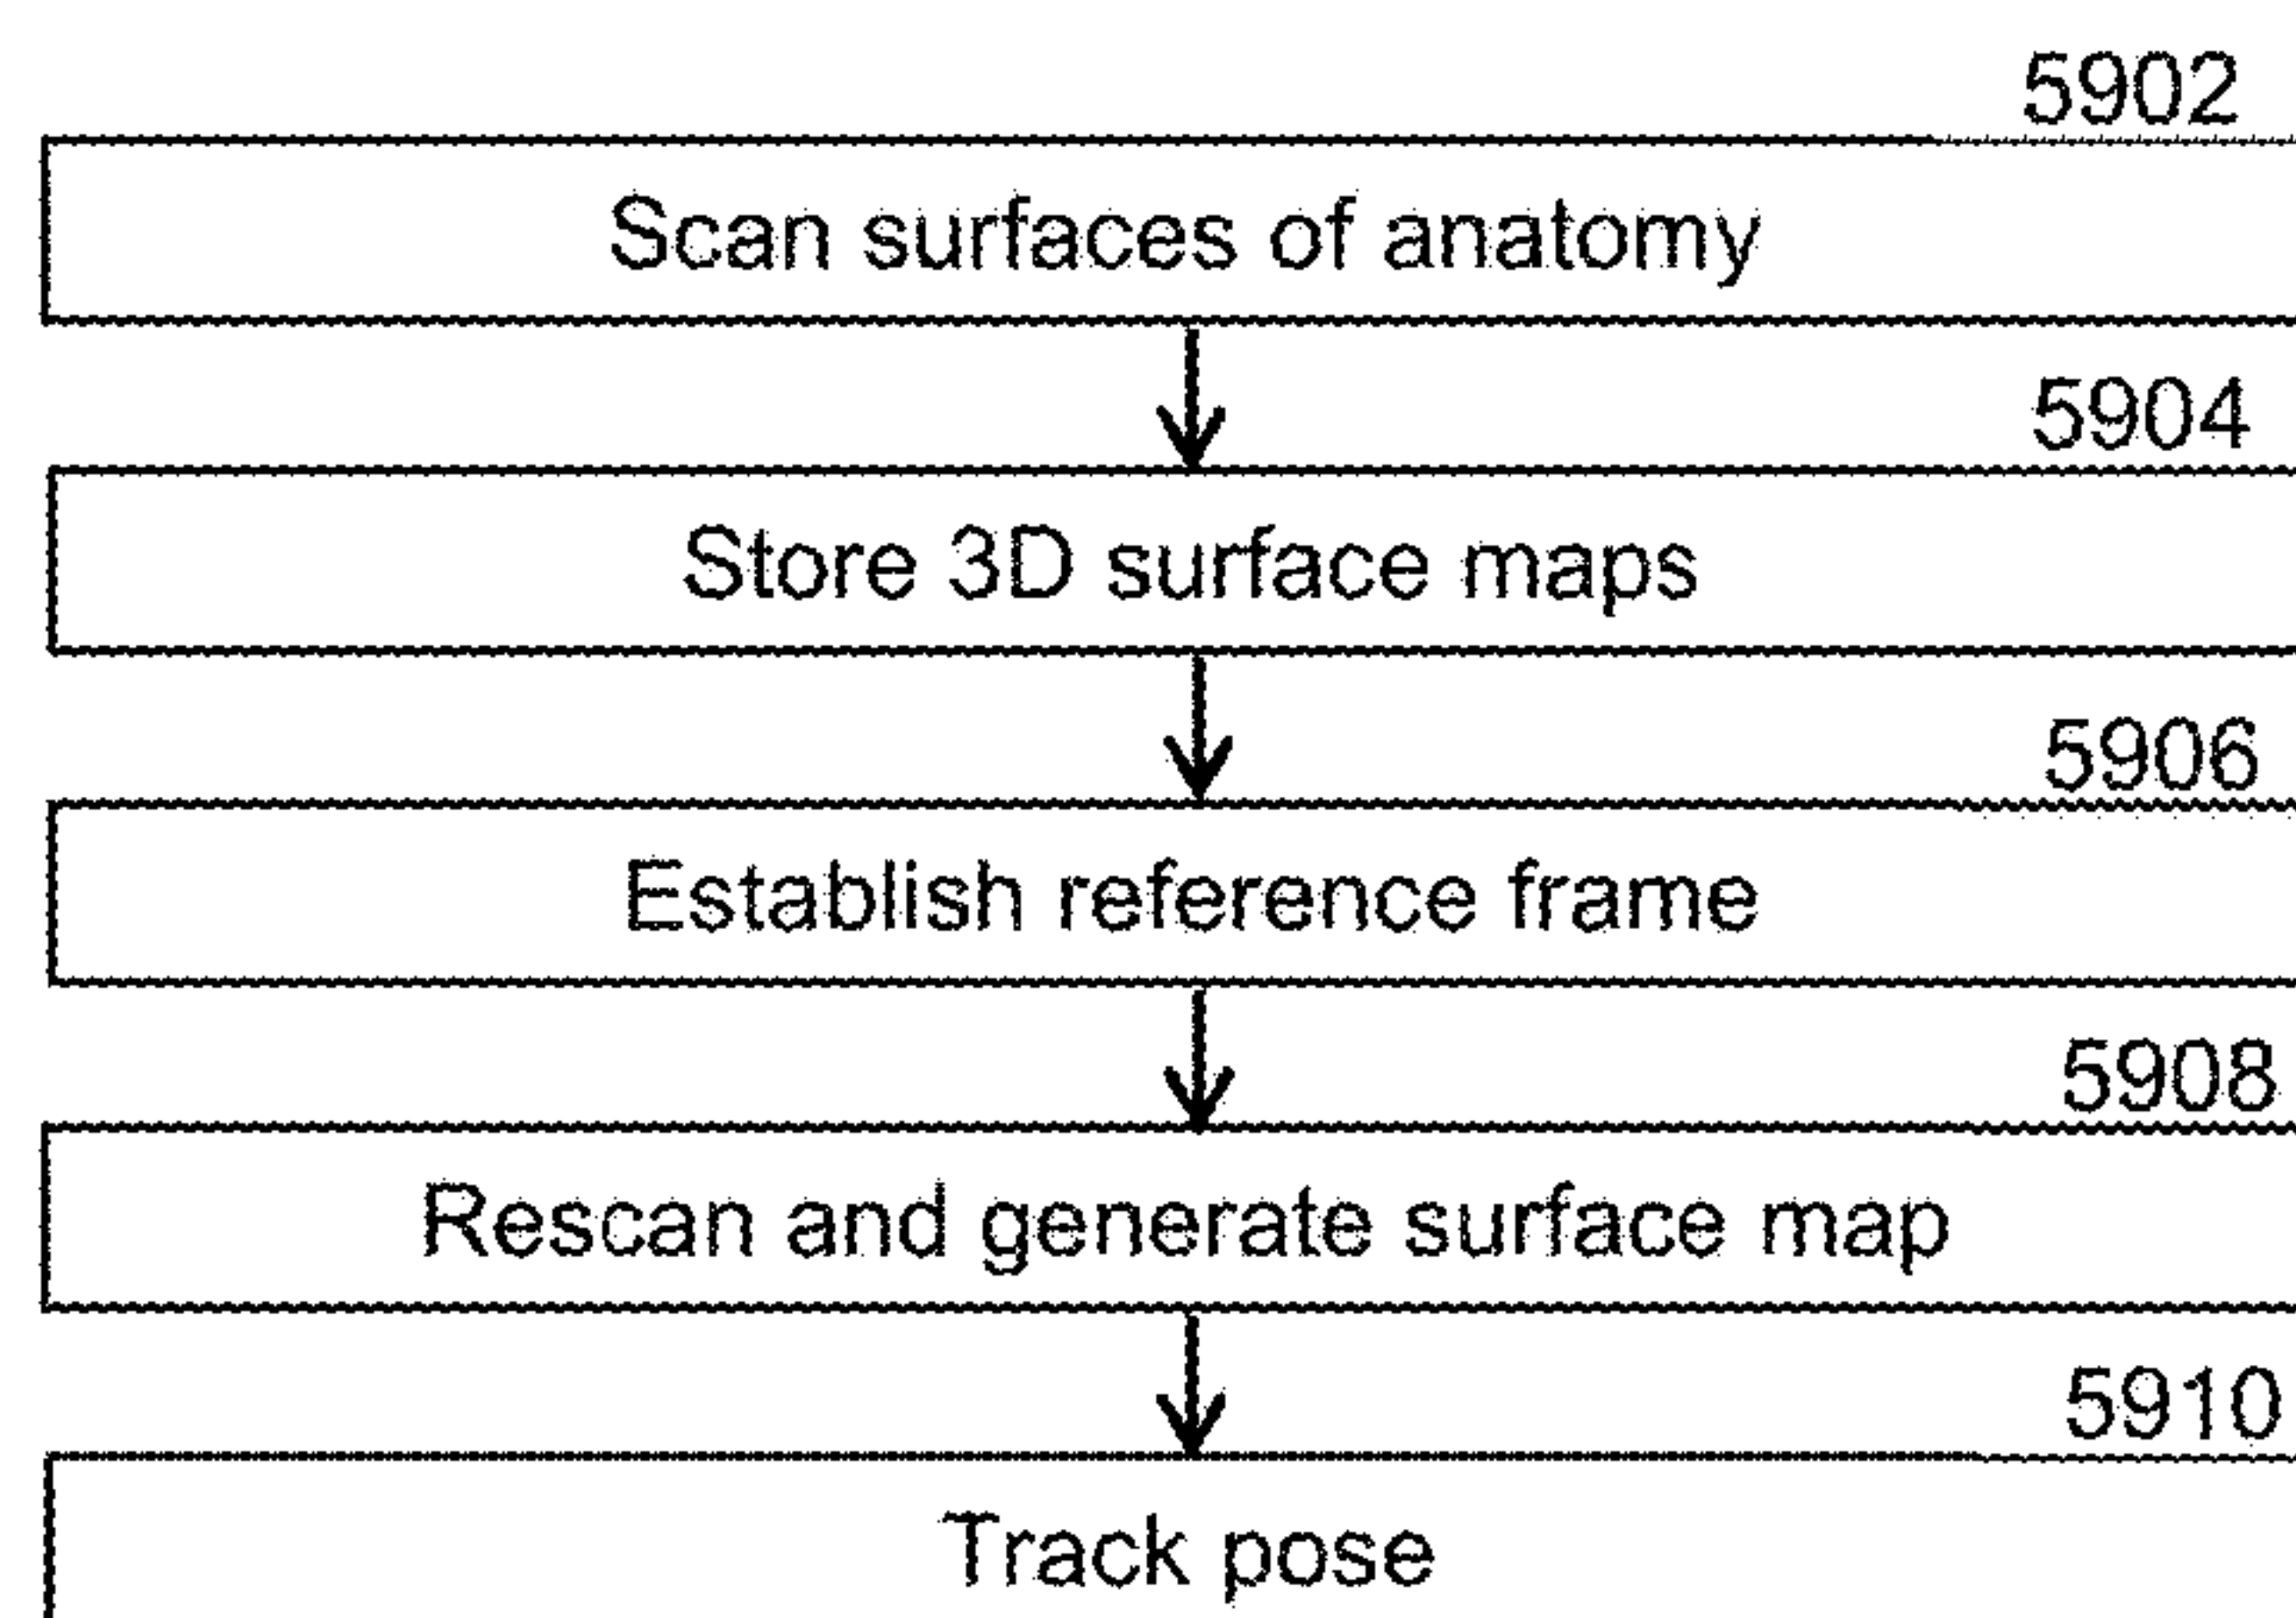 5902
Scan surfaces of anatomy
5904
Store 3D surface maps
5906
Establish reference frame
5908
Rescan and generate surface map
5910
Track pose